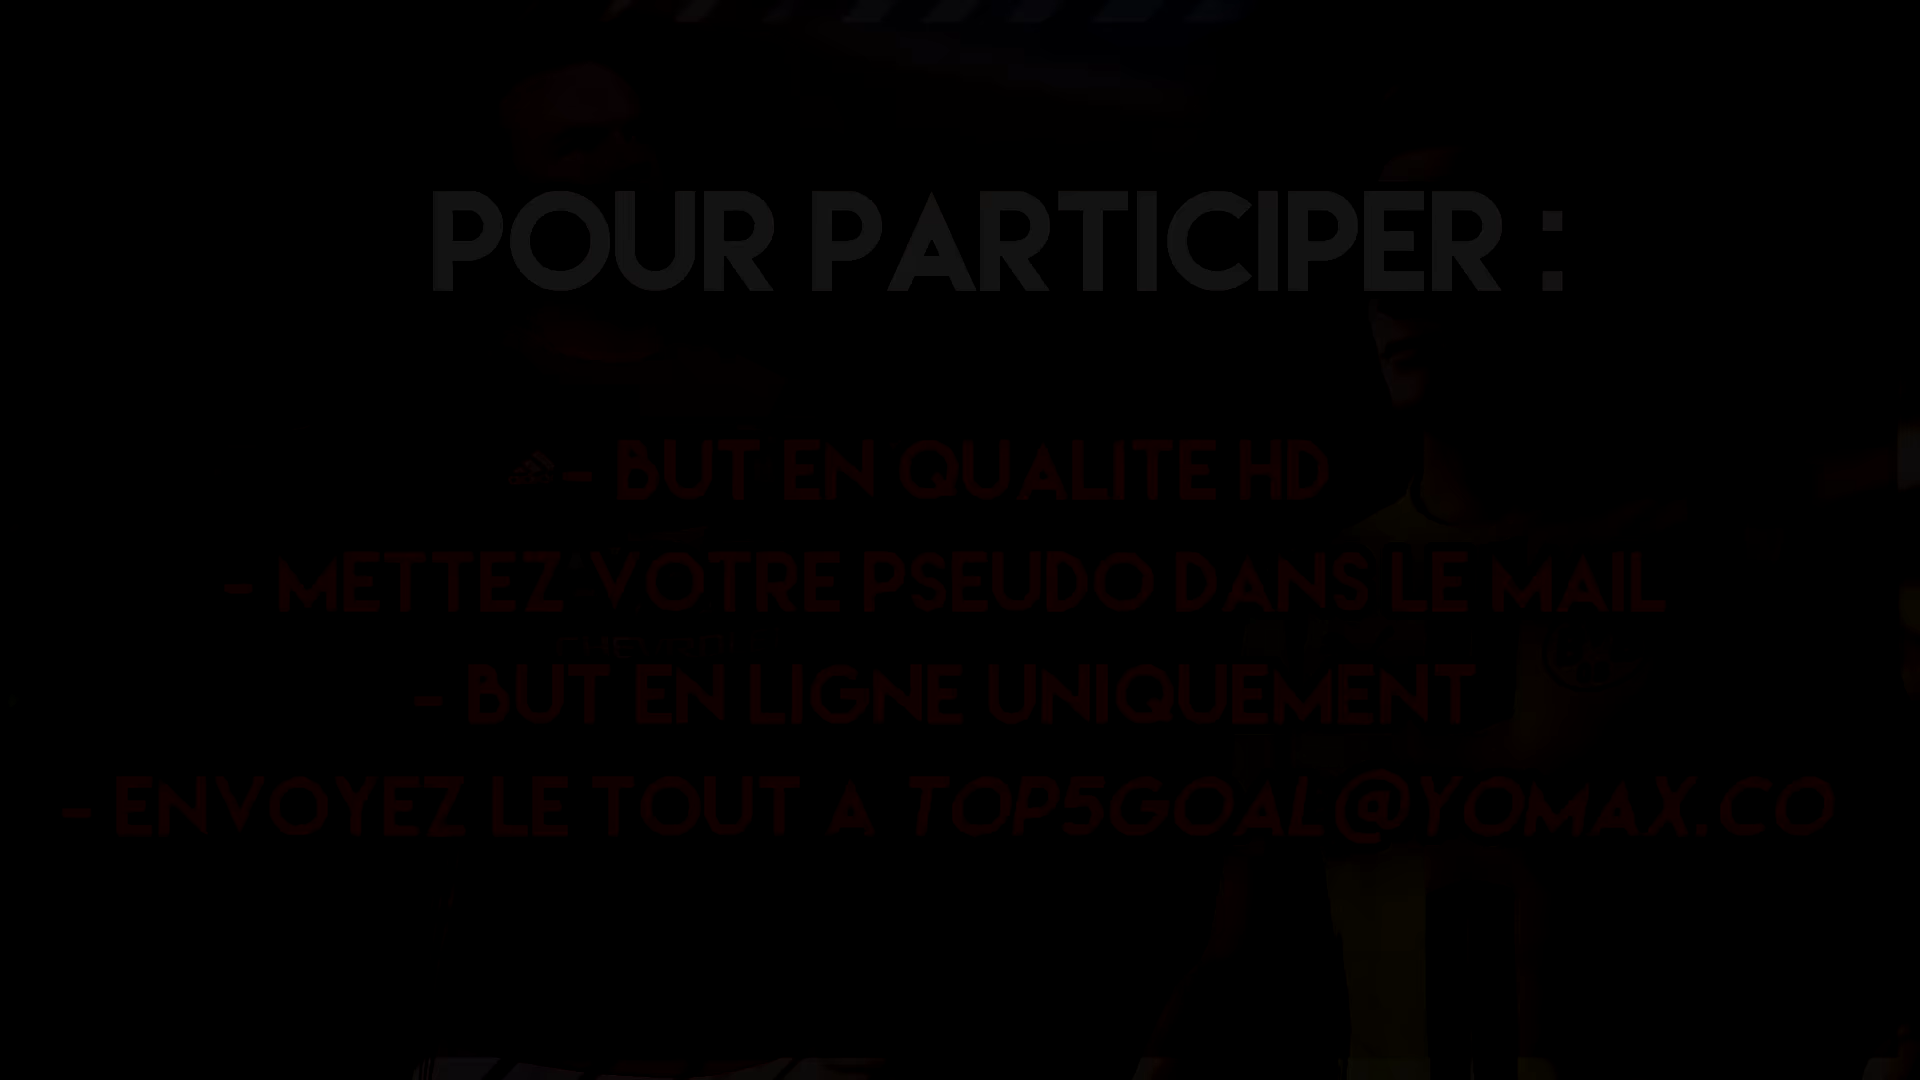 POUR PARTICIPER :
- BUT EN QUALITE HD
- METTEZ VOTRE PSEUDO DANS LE MAIL
- BUT EN LIGNE UNIQUEMENT
- ENVOYEZ LE TOUT A TOP5GOAL@YOMAX.CO